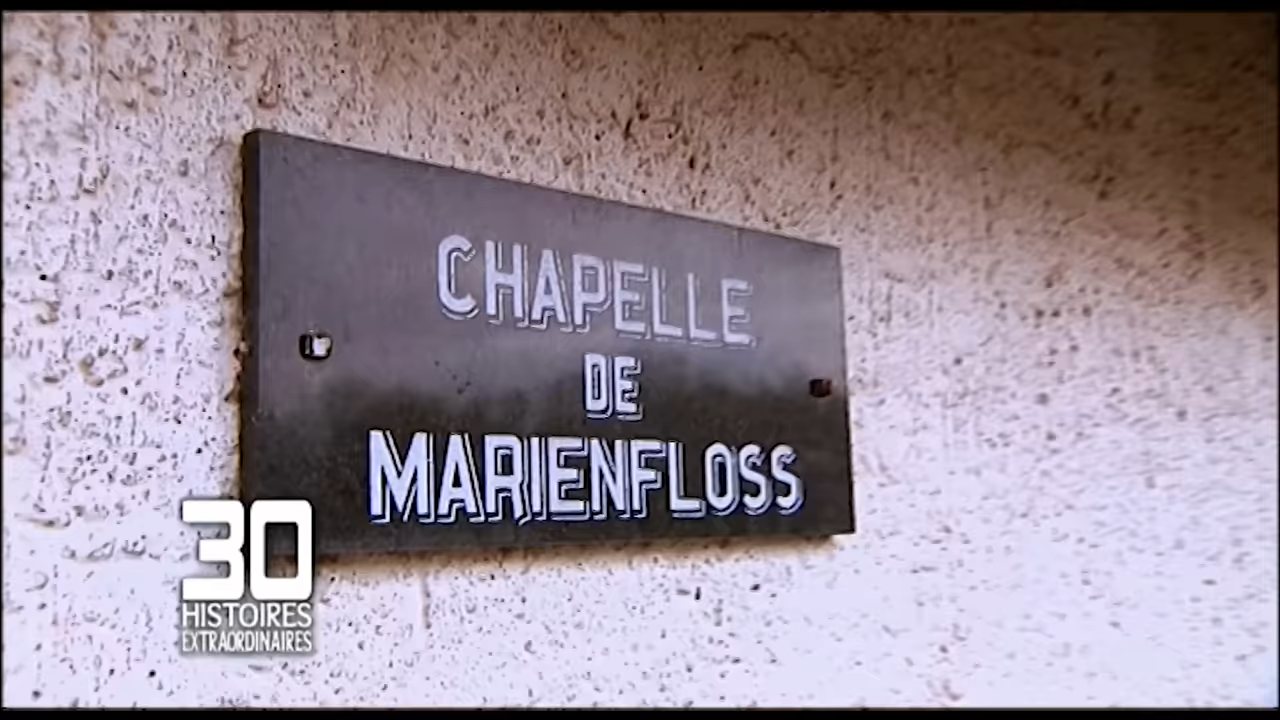 CHAPELLE
DE
MARIENFLOSS
30
HISTOIRES
EXTRAORDINAIRES